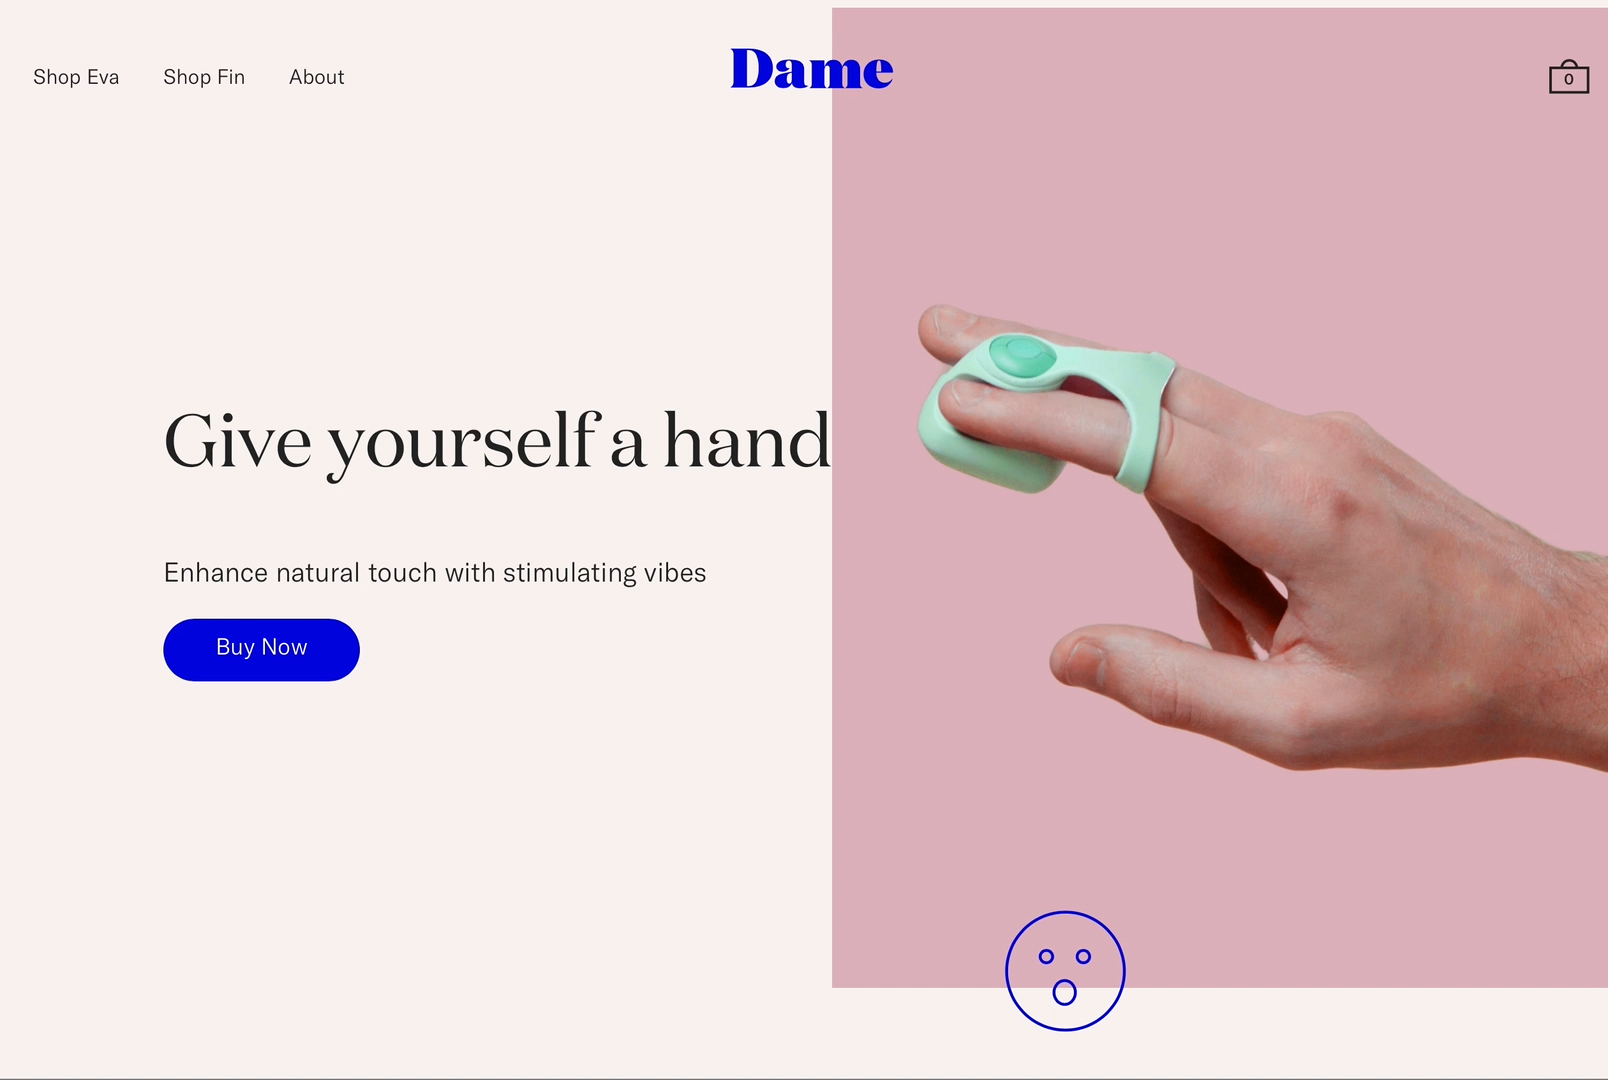 Shop Eva
Shop Fin
About
Dame
0
Give yourself a hand
Enhance natural touch with stimulating vibes
Buy Now